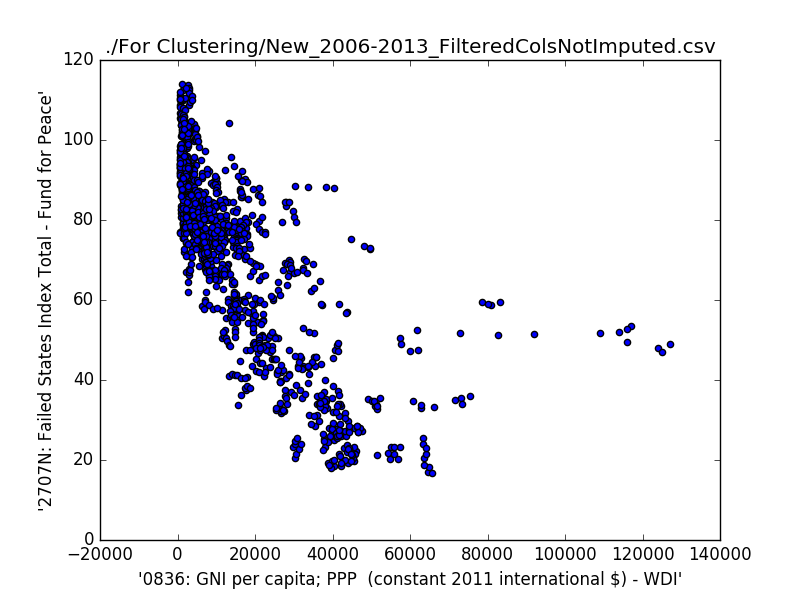 ./For Clustering/New_2006-2013_FilteredColsNotImputed.csv
120
100
80
60
40
20
0
'2707N: Failed States Index Total - Fund for Peace'
−20000 0 20000 40000 60000 80000 100000 120000 140000
'0836: GNI per capita; PPP  (constant 2011 international $) - WDI'